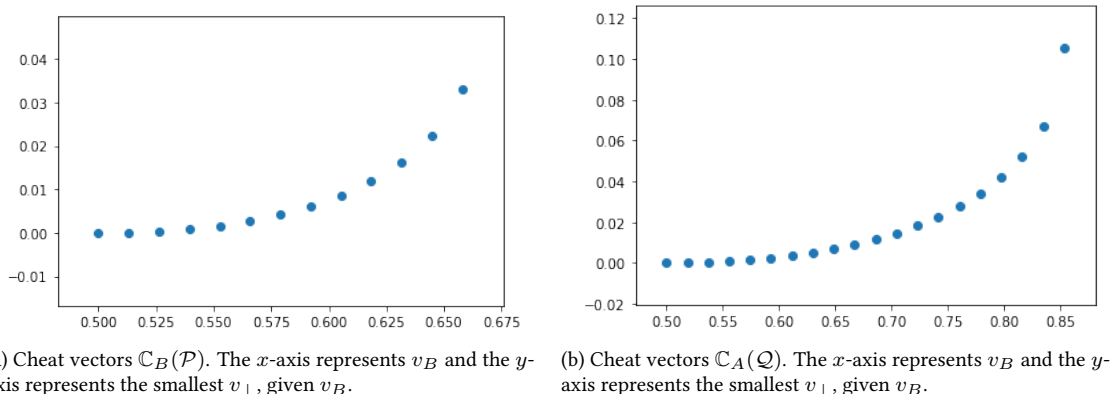 0.04
0.03
0.02
0.01
0.00
−0.01
0.500 0.525 0.550 0.575 0.600 0.625 0.650 0.675
) Cheat vectors ℂ_B(𝒫). The x-axis represents v_B and the y-
xis represents the smallest v_⊥, given v_B.
0.12
0.10
0.08
0.06
0.04
0.02
0.00
−0.02
0.50 0.55 0.60 0.65 0.70 0.75 0.80 0.85
(b) Cheat vectors ℂ_A(𝒬). The x-axis represents v_B and the y-
axis represents the smallest v_⊥, given v_B.